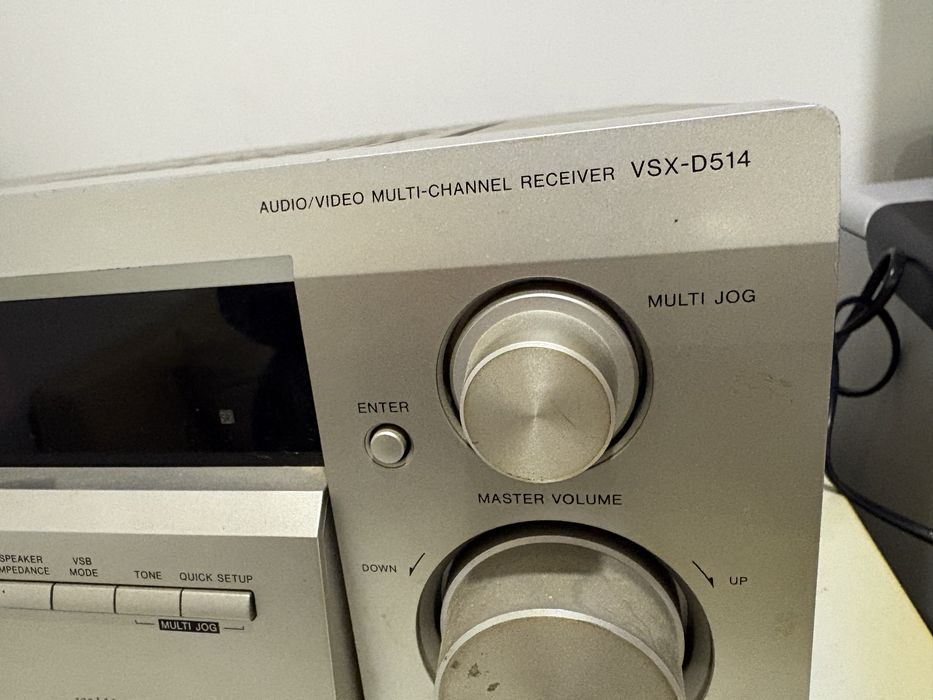 AUDIO/VIDEO MULTI-CHANNEL RECEIVER VSX-D514
MULTI JOG
ENTER
MASTER VOLUME
DOWN
UP
SPEAKER
IMPEDANCE
VSB
MODE
TONE
QUICK SETUP
MULTI JOG